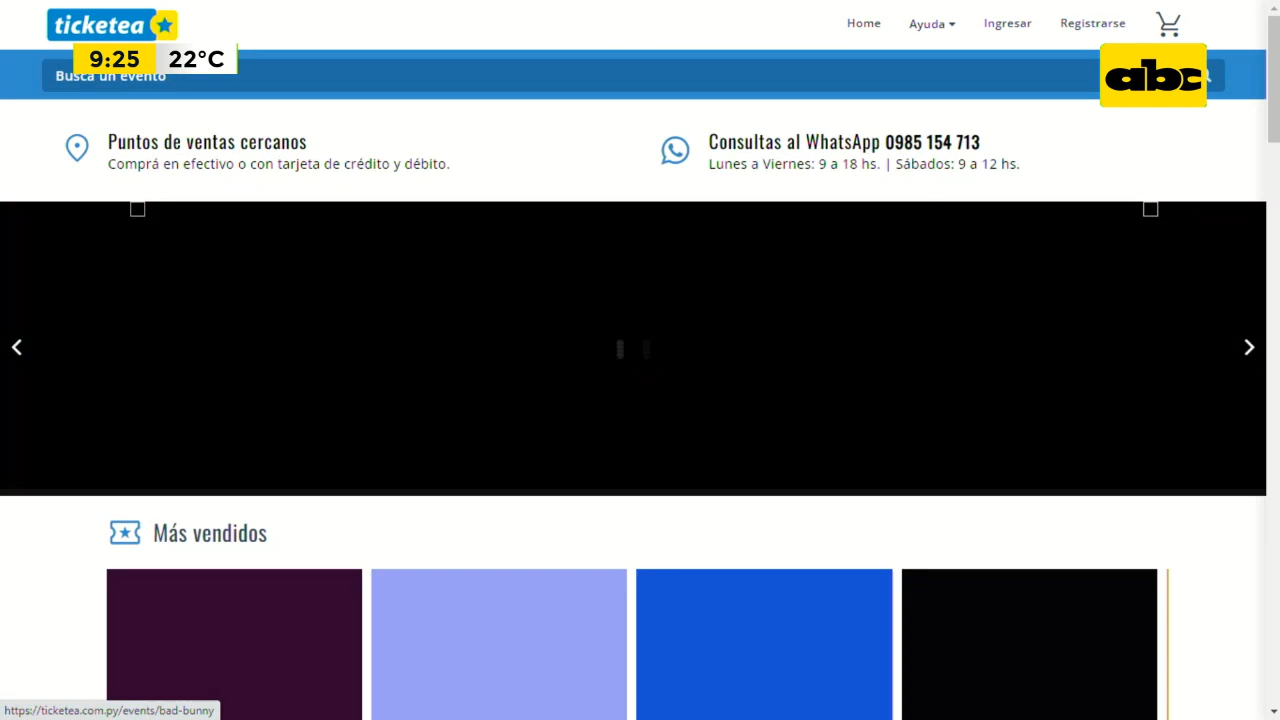 ticketea
Home
Ayuda
Ingresar
Registrarse
9:25
22°C
Busca un evento
abc
Puntos de ventas cercanos
Comprá en efectivo o con tarjeta de crédito y débito.
Consultas al WhatsApp 0985 154 713
Lunes a Viernes: 9 a 18 hs. | Sábados: 9 a 12 hs.
Más vendidos
https://ticketea.com.py/events/bad-bunny